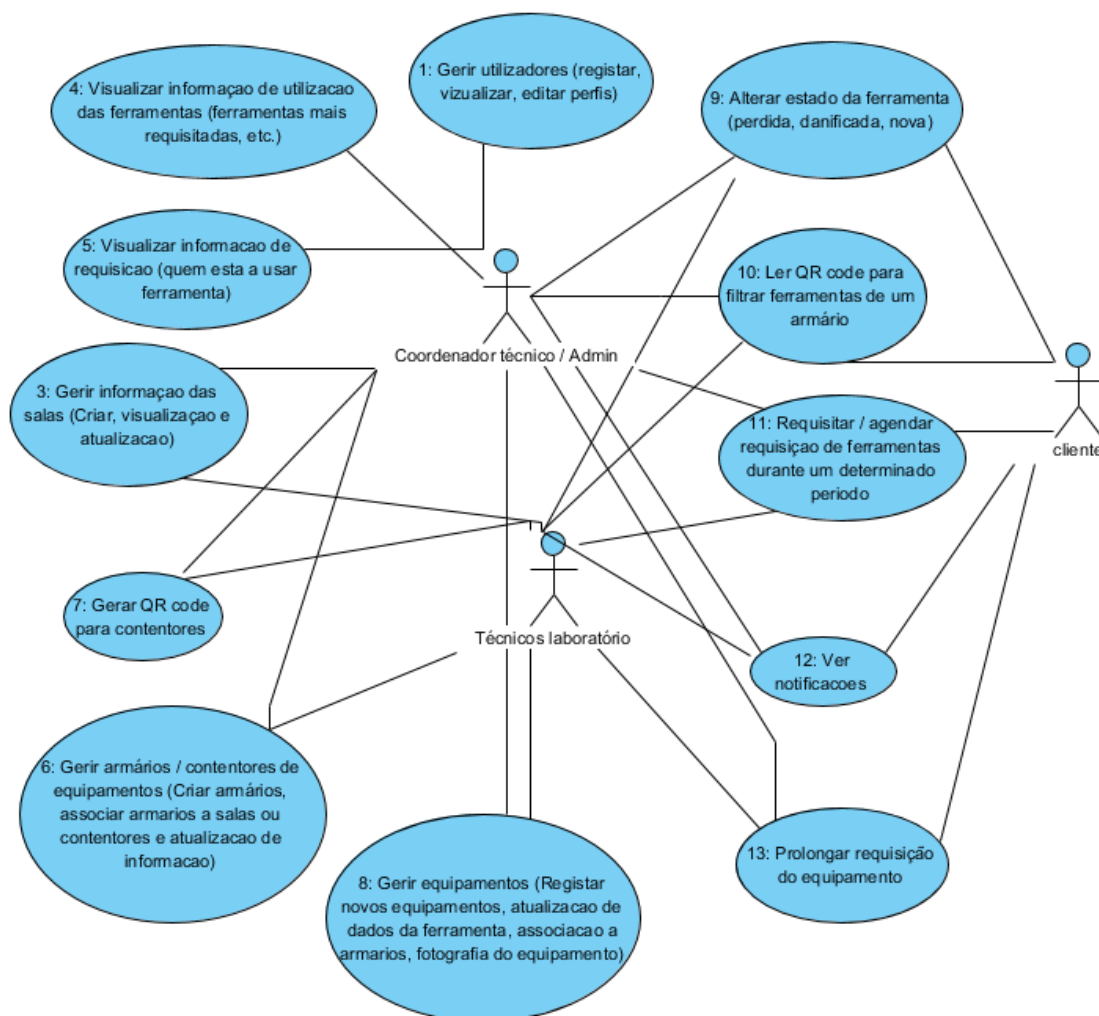 1: Gerir utilizadores (registar,
vizualizar, editar perfis)
4: Visualizar informaçao de utilizacao
das ferramentas (ferramentas mais
requisitadas, etc.)
9: Alterar estado da ferramenta
(perdida, danificada, nova)
5: Visualizar informacao de
requisicao (quem esta a usar
ferramenta)
10: Ler QR code para
filtrar ferramentas de um
armário
Coordenador técnico / Admin
3: Gerir informaçao das
salas (Criar, visualizaçao e
atualizacao)
11: Requisitar / agendar
requisiçao de ferramentas
durante um determinado
periodo
cliente
7: Gerar QR code
para contentores
Técnicos laboratório
12: Ver
notificacoes
6: Gerir armários / contentores de
equipamentos (Criar armários,
associar armarios a salas ou
contentores e atualizacao de
informacao)
13: Prolongar requisição
do equipamento
8: Gerir equipamentos (Registar
novos equipamentos, atualizacao de
dados da ferramenta, associacao a
armarios, fotografia do equipamento)